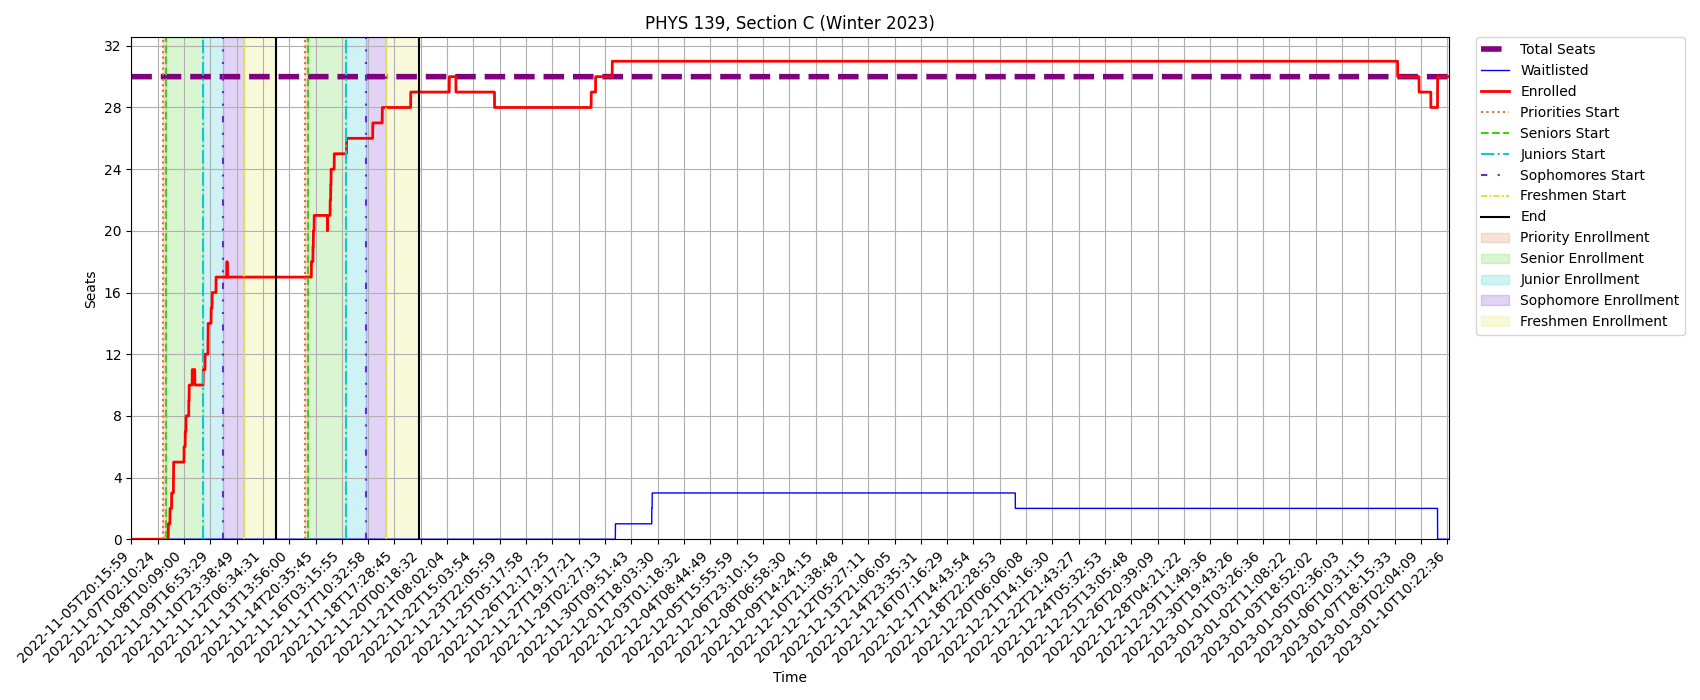 PHYS 139, Section C (Winter 2023)
Seats
32
28
24
20
16
12
8
4
0
2022-11-05T20:15:59
2022-11-07T02:10:24
2022-11-08T10:09:00
2022-11-09T16:53:29
2022-11-10T23:38:49
2022-11-12T06:34:31
2022-11-13T13:56:00
2022-11-14T20:35:45
2022-11-16T03:15:55
2022-11-17T10:32:58
2022-11-18T17:28:45
2022-11-20T00:18:32
2022-11-21T08:02:04
2022-11-22T15:03:54
2022-11-23T22:05:59
2022-11-25T05:17:58
2022-11-26T12:17:25
2022-11-27T19:17:21
2022-11-29T02:27:13
2022-11-30T09:51:43
2022-12-01T18:03:30
2022-12-03T01:18:32
2022-12-04T08:44:49
2022-12-05T15:55:59
2022-12-06T23:10:15
2022-12-08T06:58:30
2022-12-09T14:24:15
2022-12-10T21:38:48
2022-12-12T05:27:11
2022-12-13T21:06:05
2022-12-14T23:35:31
2022-12-16T07:16:29
2022-12-17T14:43:54
2022-12-18T22:28:53
2022-12-20T06:06:08
2022-12-21T14:16:30
2022-12-22T21:43:27
2022-12-24T05:32:53
2022-12-25T13:05:48
2022-12-26T20:39:09
2022-12-28T04:21:22
2022-12-29T11:49:36
2022-12-30T19:43:26
2023-01-01T03:26:36
2023-01-02T11:08:22
2023-01-03T18:52:02
2023-01-05T02:36:03
2023-01-06T10:31:15
2023-01-07T18:15:33
2023-01-09T02:04:09
2023-01-10T10:22:36
Time
Total Seats
Waitlisted
Enrolled
Priorities Start
Seniors Start
Juniors Start
Sophomores Start
Freshmen Start
End
Priority Enrollment
Senior Enrollment
Junior Enrollment
Sophomore Enrollment
Freshmen Enrollment